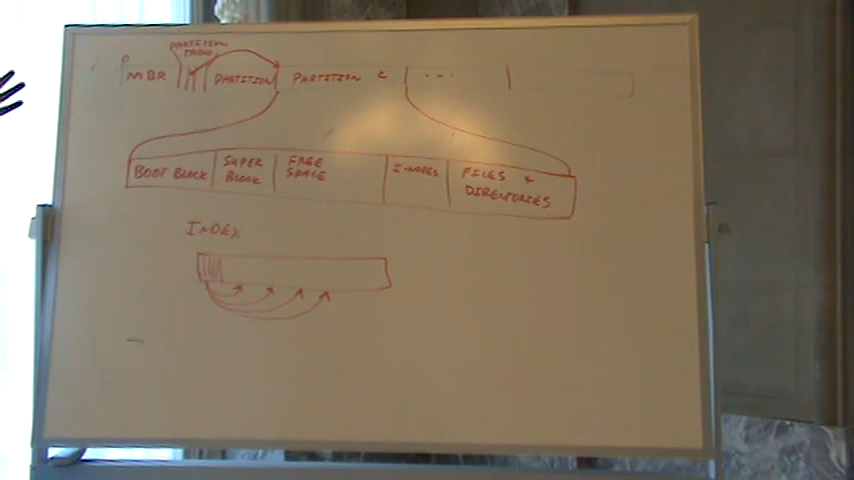 PARTITION
TABLE
0
MBR PARTITION PARTITION 2 ...
BOOT BLOCK
SUPER
BLOCK
FREE
SPACE
I-NODES
FILES &
DIRECTORIES
INDEX